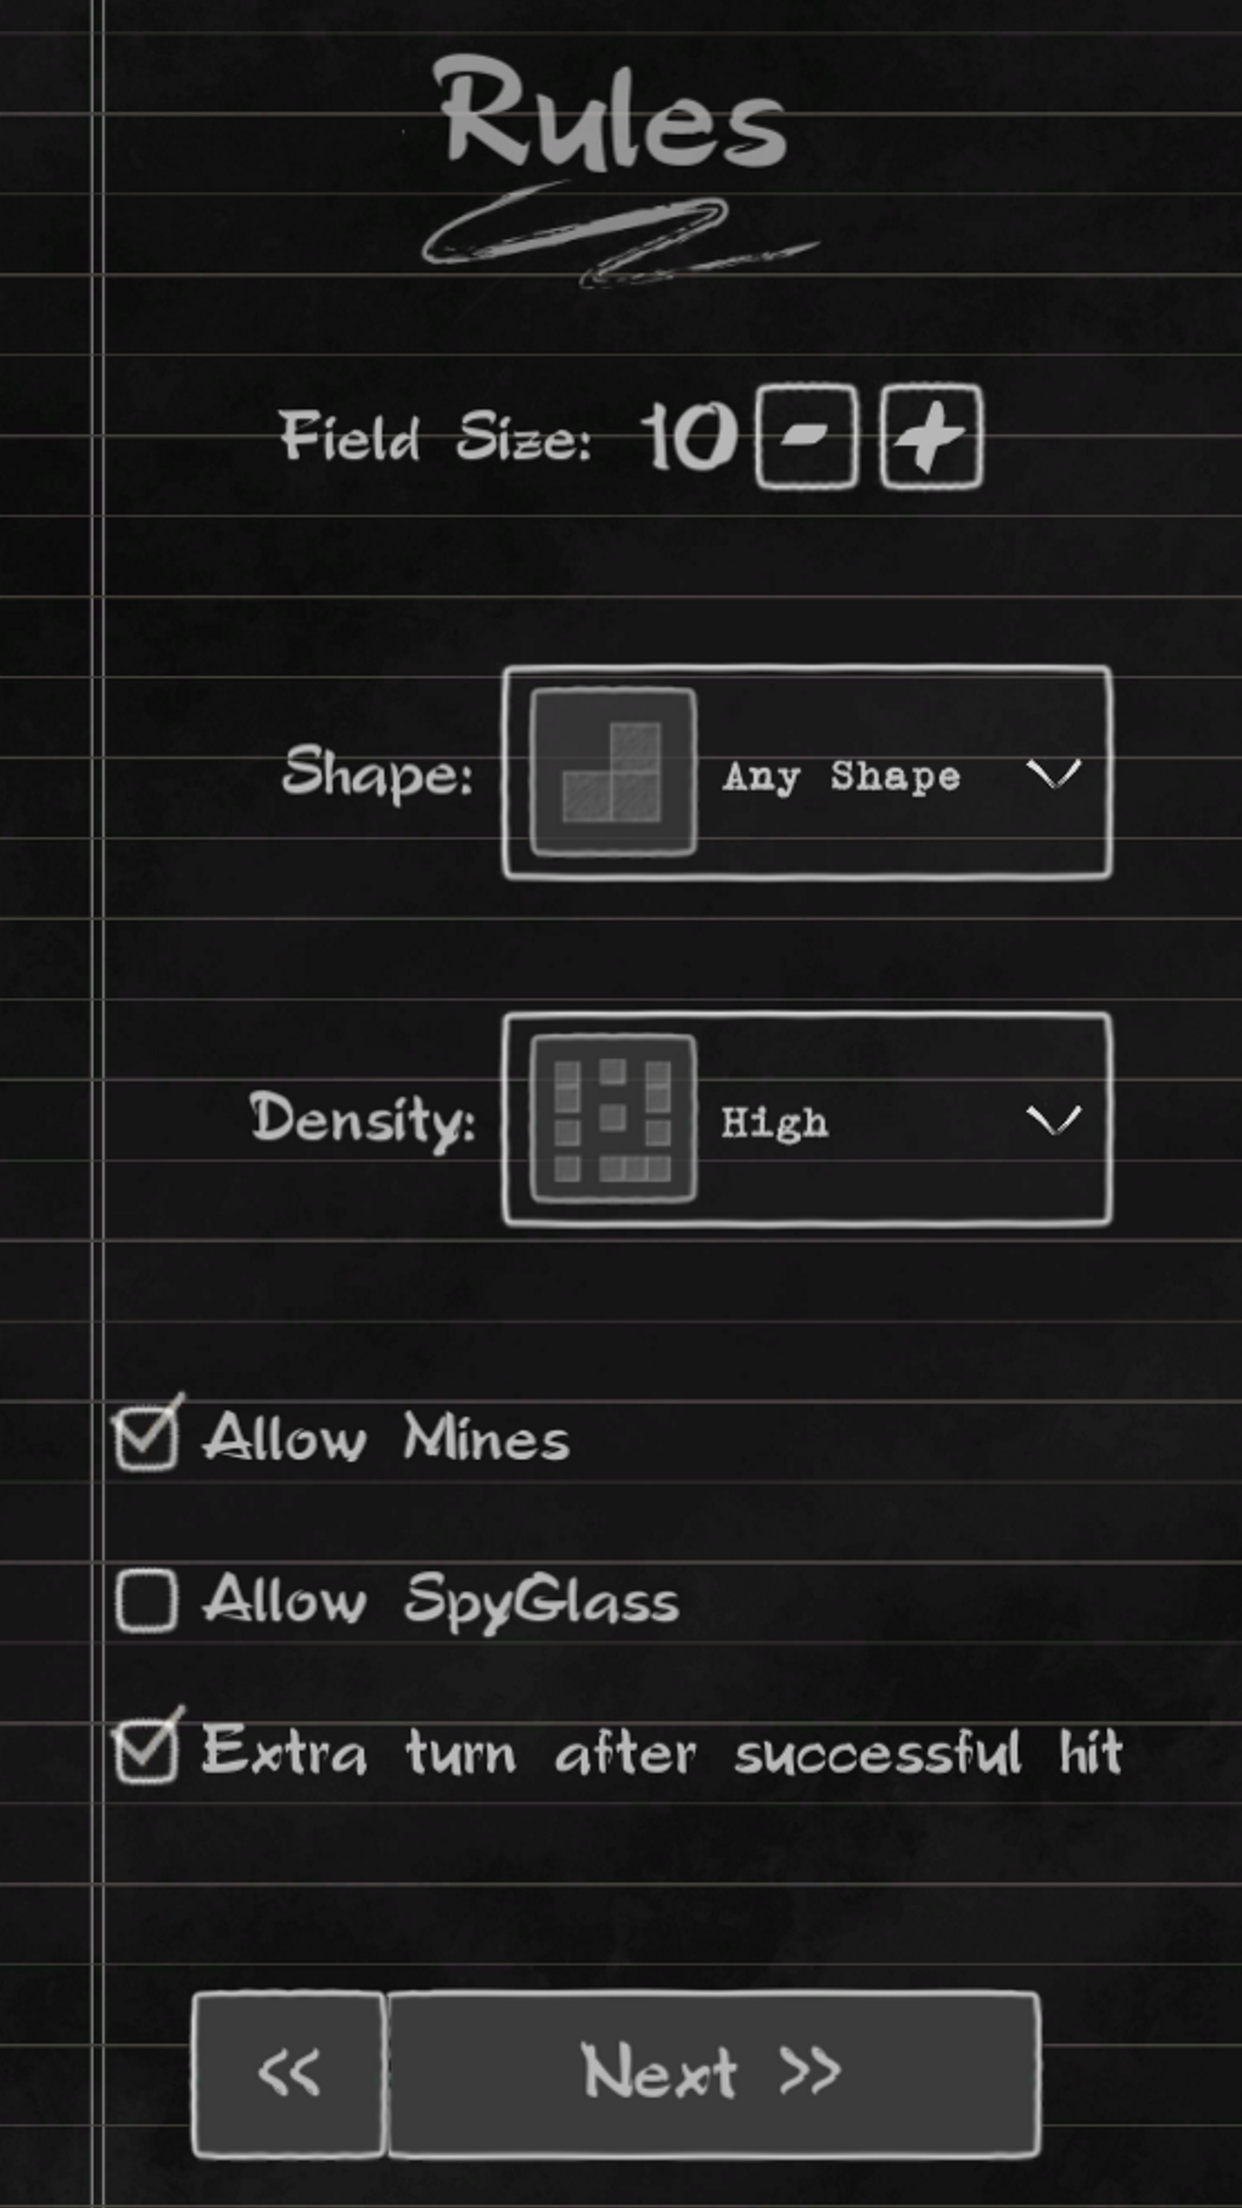 Rules
Field Size: 10 - +
Shape: Any Shape
Density: High
Allow Mines
Allow SpyGlass
Extra turn after successful hit
<< Next >>